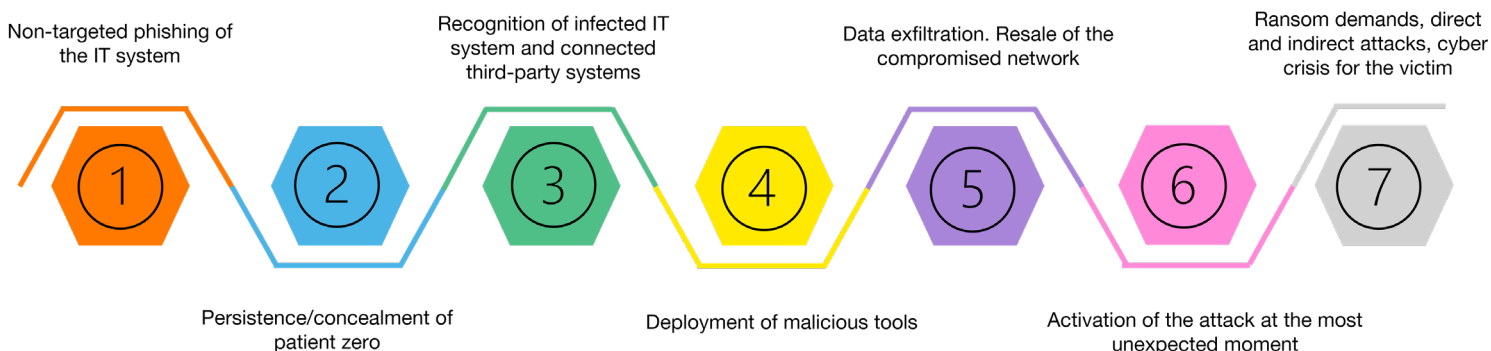 Non-targeted phishing of
the IT system
1
2
Persistence/concealment of
patient zero
Recognition of infected IT
system and connected
third-party systems
3
4
Deployment of malicious tools
Data exfiltration. Resale of the
compromised network
5
6
Activation of the attack at the most
unexpected moment
Ransom demands, direct
and indirect attacks, cyber
crisis for the victim
7